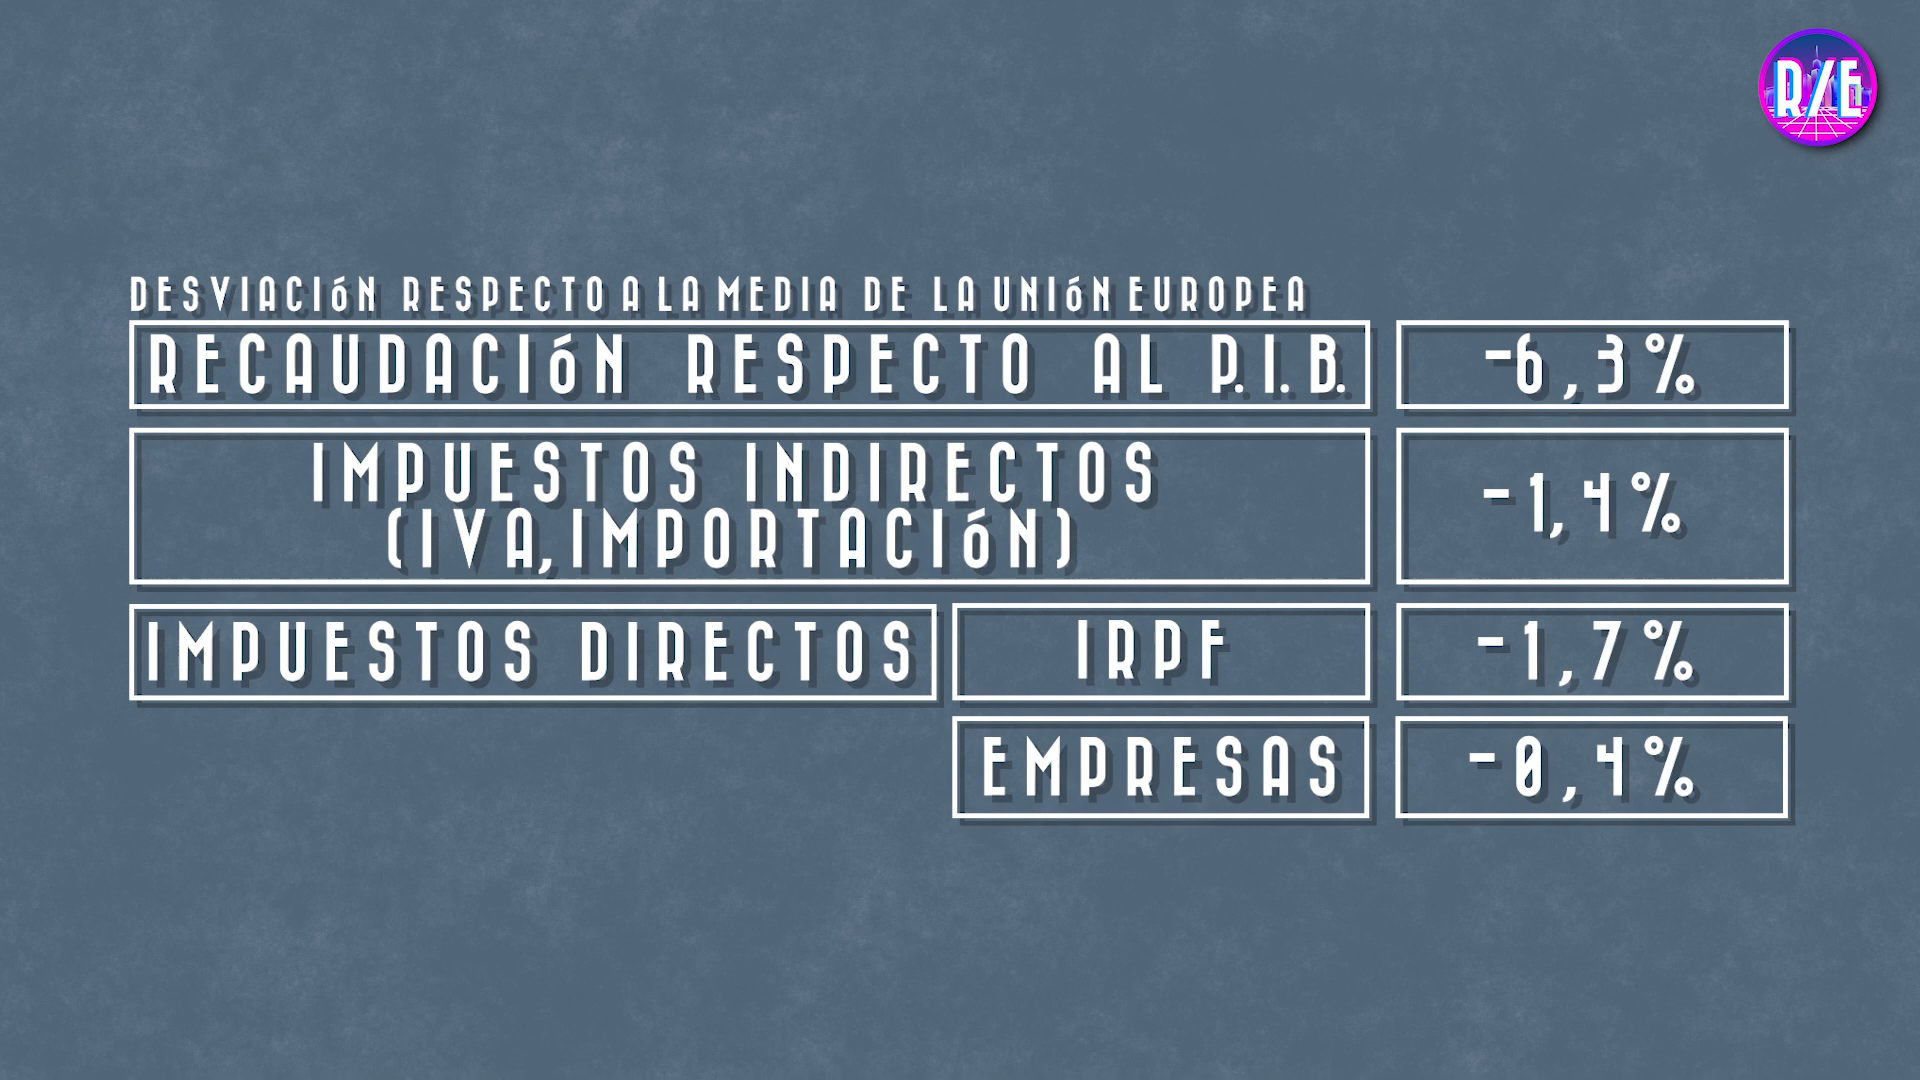 R/E
DESVIACIóN RESPECTO A LA MEDIA DE LA UNIóN EUROPEA
RECAUDACIóN RESPECTO AL P.I.B. -6,3%
IMPUESTOS INDIRECTOS
(IVA,IMPORTACIóN) -1,4%
IMPUESTOS DIRECTOS IRPF -1,7%
EMPRESAS -0,4%